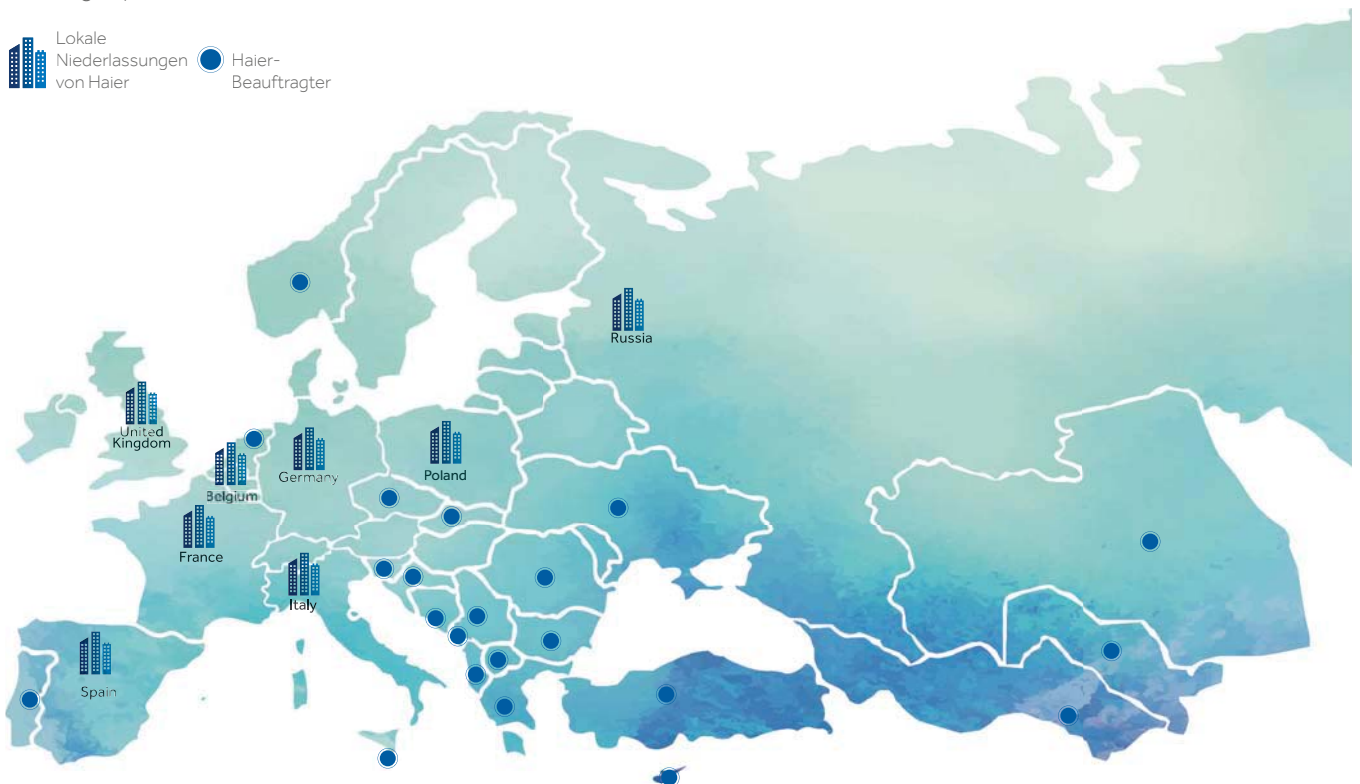 Lokale
Niederlassungen
von Haier
Haier-
Beauftragter
Russia
United
Kingdom
Belgium
Germany
Poland
France
Italy
Spain